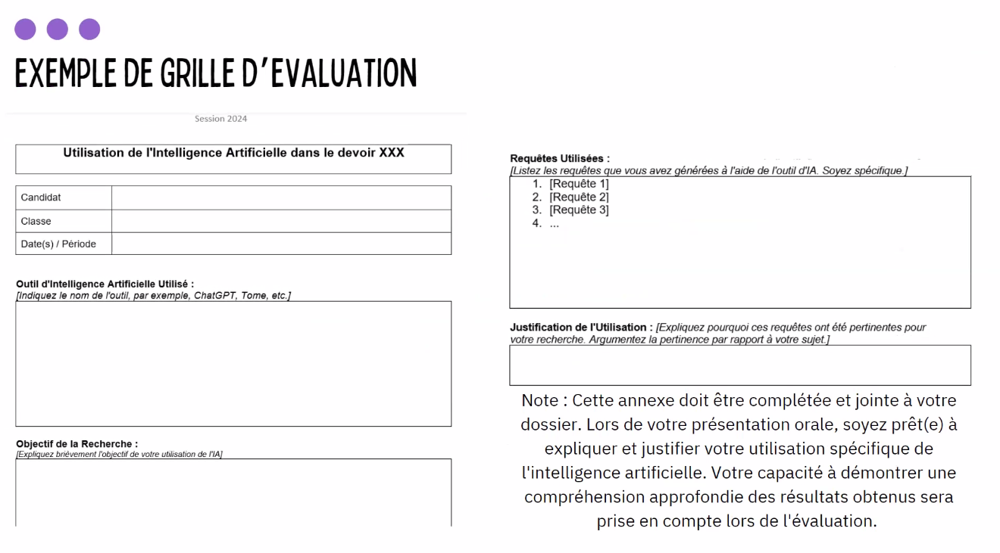 EXEMPLE DE GRILLE D'EVALUATION
Session 2024
Utilisation de l'Intelligence Artificielle dans le devoir XXX
Candidat
Classe
Date(s) / Période
Outil d'Intelligence Artificielle Utilisé :
[Indiquez le nom de l'outil, par exemple, ChatGPT, Tome, etc.]
Objectif de la Recherche :
[Expliquez brièvement l'objectif de votre utilisation de l'IA]
Requêtes Utilisées :
[Listez les requêtes que vous avez générées à l'aide de l'outil d'IA. Soyez spécifique.]
1. [Requête 1]
2. [Requête 2]
3. [Requête 3]
4. ...
Justification de l'Utilisation : [Expliquez pourquoi ces requêtes ont été pertinentes pour
votre recherche. Argumentez la pertinence par rapport à votre sujet.]
Note : Cette annexe doit être complétée et jointe à votre
dossier. Lors de votre présentation orale, soyez prêt(e) à
expliquer et justifier votre utilisation spécifique de
l'intelligence artificielle. Votre capacité à démontrer une
compréhension approfondie des résultats obtenus sera
prise en compte lors de l'évaluation.